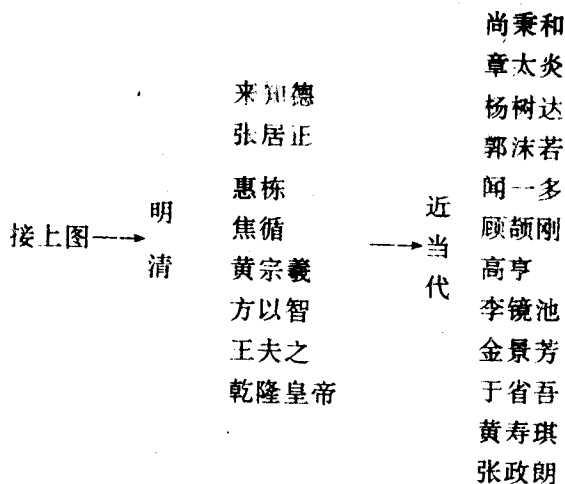 接上图
明清
来知德
张居正
惠栋
焦循
黄宗羲
方以智
王夫之
乾隆皇帝
近当代
尚秉和
章太炎
杨树达
郭沫若
闻一多
顾颉刚
高亨
李镜池
金景芳
于省吾
黄寿琪
张政朗